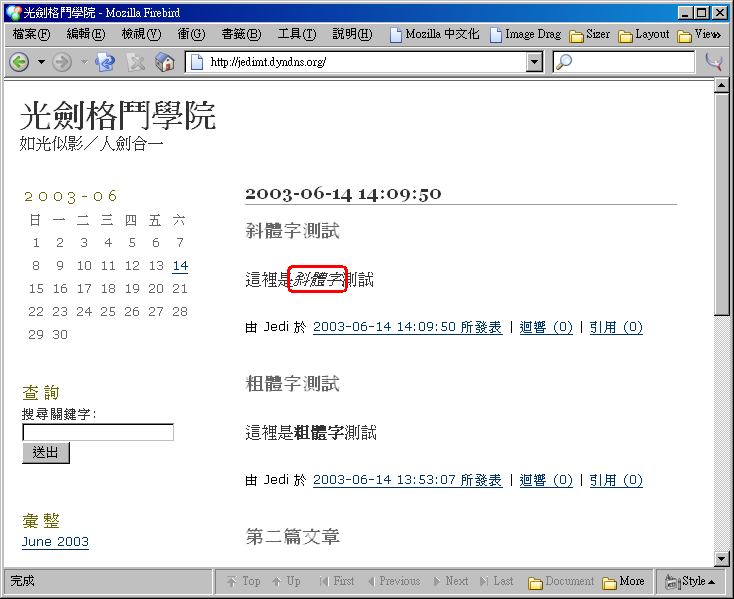 光劍格鬥學院 - Mozilla Firebird
檔案(F) 編輯(E) 檢視(V) 衝(G) 書籤(B) 工具(T) 說明(H) Mozilla 中文化 Image Drag Sizer Layout View
http://jedimt.dyndns.org/
光劍格鬥學院
如光似影／人劍合一
2003-06
日 一 二 三 四 五 六
1 2 3 4 5 6 7
8 9 10 11 12 13 14
15 16 17 18 19 20 21
22 23 24 25 26 27 28
29 30
查詢
搜尋關鍵字:
送出
彙整
June 2003
2003-06-14 14:09:50
斜體字測試
這裡是斜體字測試
由 Jedi 於 2003-06-14 14:09:50 所發表 | 迴響 (0) | 引用 (0)
粗體字測試
這裡是粗體字測試
由 Jedi 於 2003-06-14 13:53:07 所發表 | 迴響 (0) | 引用 (0)
第二篇文章
完成 Top Up First Previous Next Last Document More Style